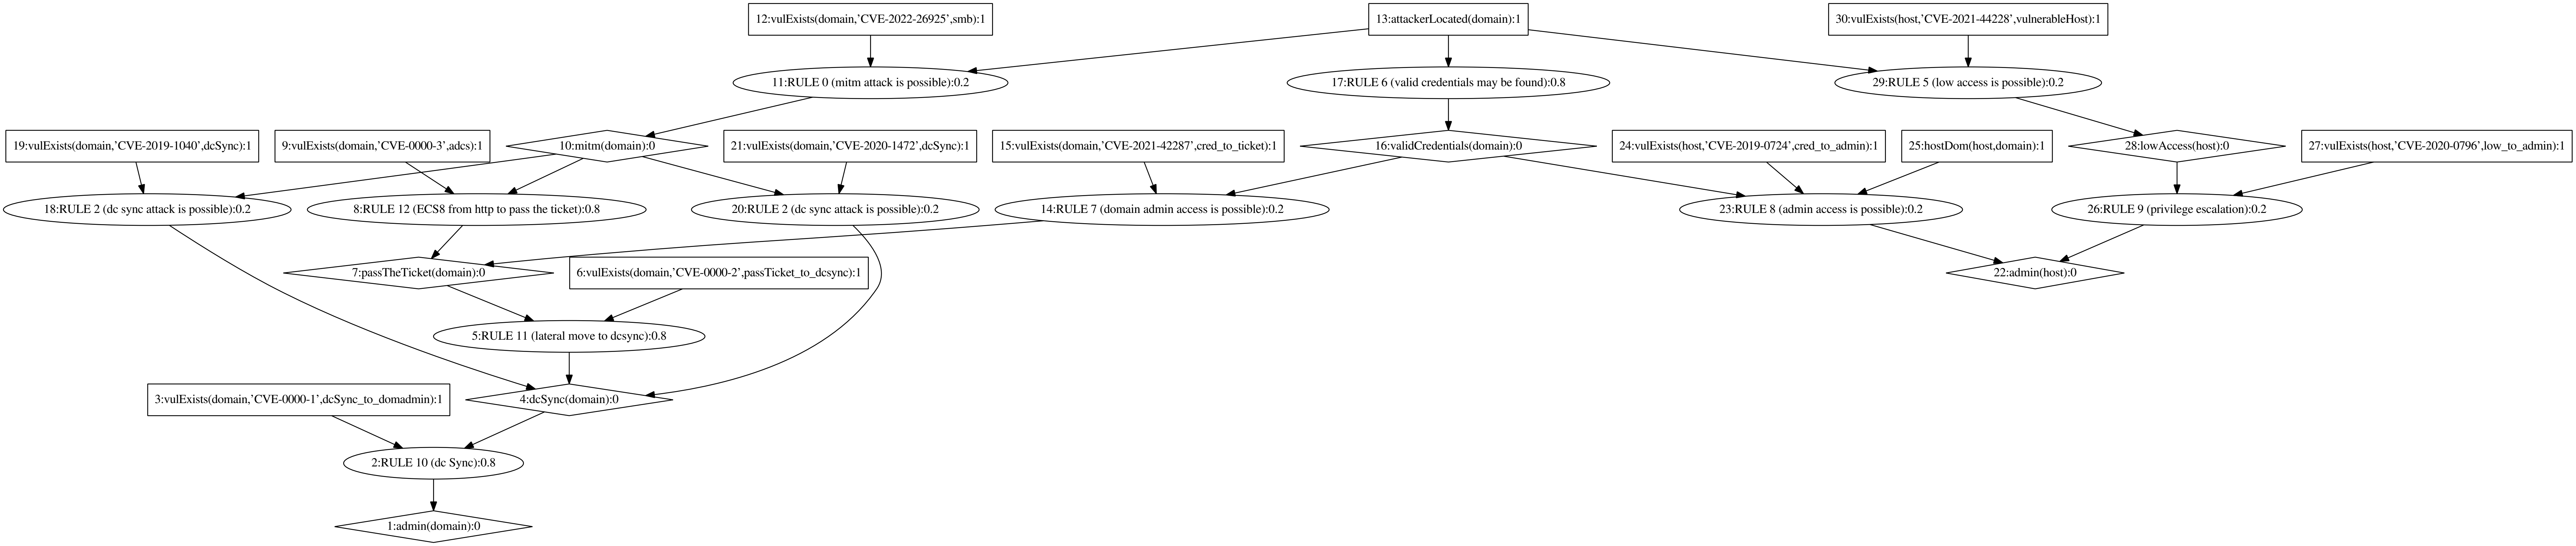 12:vulExists(domain,’CVE-2022-26925’,smb):1
13:attackerLocated(domain):1
30:vulExists(host,’CVE-2021-44228’,vulnerableHost):1
11:RULE 0 (mitm attack is possible):0.2
17:RULE 6 (valid credentials may be found):0.8
29:RULE 5 (low access is possible):0.2
19:vulExists(domain,’CVE-2019-1040’,dcSync):1
9:vulExists(domain,’CVE-0000-3’,adcs):1
10:mitm(domain):0
21:vulExists(domain,’CVE-2020-1472’,dcSync):1
15:vulExists(domain,’CVE-2021-42287’,cred_to_ticket):1
16:validCredentials(domain):0
24:vulExists(host,’CVE-2019-0724’,cred_to_admin):1
25:hostDom(host,domain):1
28:lowAccess(host):0
27:vulExists(host,’CVE-2020-0796’,low_to_admin):1
18:RULE 2 (dc sync attack is possible):0.2
8:RULE 12 (ECS8 from http to pass the ticket):0.8
20:RULE 2 (dc sync attack is possible):0.2
14:RULE 7 (domain admin access is possible):0.2
23:RULE 8 (admin access is possible):0.2
26:RULE 9 (privilege escalation):0.2
7:passTheTicket(domain):0
6:vulExists(domain,’CVE-0000-2’,passTicket_to_dcsync):1
22:admin(host):0
5:RULE 11 (lateral move to dcsync):0.8
3:vulExists(domain,’CVE-0000-1’,dcSync_to_domadmin):1
4:dcSync(domain):0
2:RULE 10 (dc Sync):0.8
1:admin(domain):0